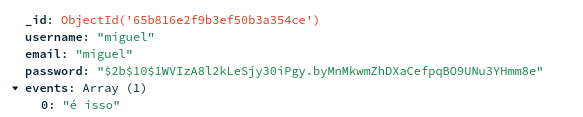 _id: ObjectId('65b816e2f9b3ef50b3a354ce')
username: "miguel"
email: "miguel"
password: "$2b$10$1WVIzA8l2kLeSjy30iPgy.byMnMkwmZhDXaCefpqBO9UNu3YHmm8e"
events: Array (1)
0: "é isso"